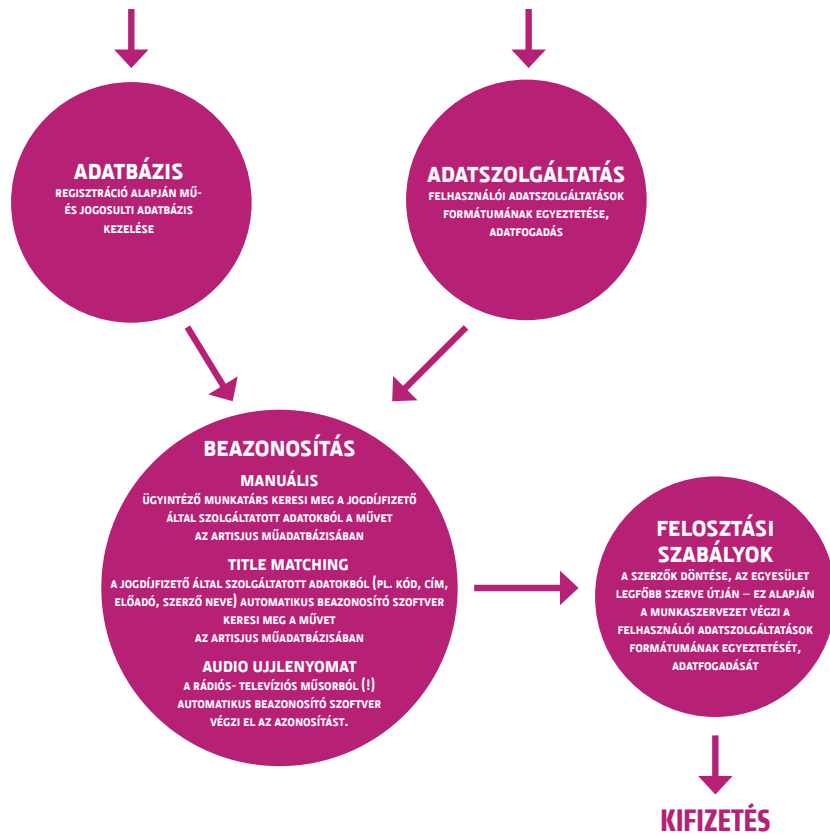 ADATBÁZIS
REGISZTRÁCIÓ ALAPJÁN MŰ-
ÉS JOGOSULTI ADATBÁZIS
KEZELÉSE
ADATSZOLGÁLTATÁS
FELHASZNÁLÓI ADATSZOLGÁLTATÁSOK
FORMÁTUMÁNAK EGYEZTETÉSE,
ADATFOGADÁS
BEAZONOSÍTÁS
MANUÁLIS
ÜGYINTÉZŐ MUNKATÁRS KERESI MEG A JOGDÍJFIZETŐ
ÁLTAL SZOLGÁLTATOTT ADATOKBÓL A MŰVET
AZ ARTISJUS MŰADATBÁZISÁBAN
TITLE MATCHING
A JOGDÍJFIZETŐ ÁLTAL SZOLGÁLTATOTT ADATOKBÓL (PL. KÓD, CÍM,
ELŐADÓ, SZERZŐ NEVE) AUTOMATIKUS BEAZONOSÍTÓ SZOFTVER
KERESI MEG A MŰVET
AZ ARTISJUS MŰADATBÁZISÁBAN
AUDIO UJJLENYOMAT
A RÁDIÓS- TELEVÍZIÓS MŰSORBÓL (!)
AUTOMATIKUS BEAZONOSÍTÓ SZOFTVER
VÉGZI EL AZ AZONOSÍTÁST.
FELOSZTÁSI
SZABÁLYOK
A SZERZŐK DÖNTÉSE, AZ EGYESÜLET
LEGFŐBB SZERVE ÚTJÁN – EZ ALAPJÁN
A MUNKASZERVEZET VÉGZI A
FELHASZNÁLÓI ADATSZOLGÁLTATÁSOK
FORMÁTUMÁNAK EGYEZTETÉSÉT,
ADATFOGADÁSÁT
KIFIZETÉS